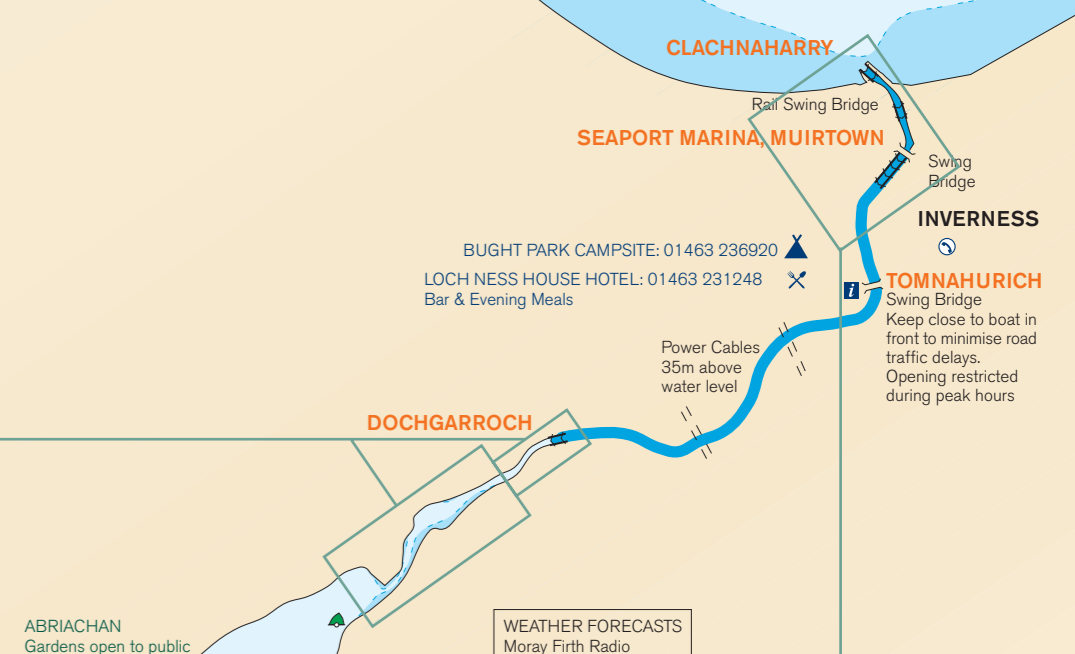 CLACHNAHARRY
Rail Swing Bridge
SEAPORT MARINA, MUIRTOWN
Swing
Bridge
INVERNESS
BUGHT PARK CAMPSITE: 01463 236920
LOCH NESS HOUSE HOTEL: 01463 231248
Bar & Evening Meals
i
TOMNAHURICH
Swing Bridge
Keep close to boat in
front to minimise road
traffic delays.
Opening restricted
during peak hours
Power Cables
35m above
water level
DOCHGARROCH
ABRIACHAN
Gardens open to public
WEATHER FORECASTS
Moray Firth Radio